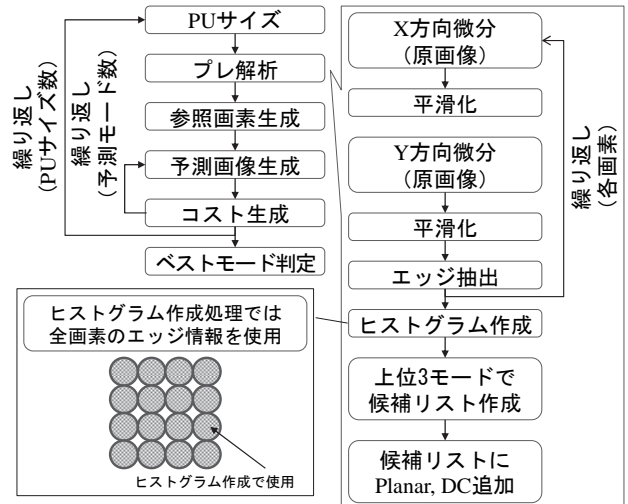 PUサイズ
プレ解析
参照画素生成
予測画像生成
コスト生成
ベストモード判定
繰り返し
(PUサイズ数)
繰り返し
(予測モード数)
X方向微分
(原画像)
平滑化
Y方向微分
(原画像)
平滑化
エッジ抽出
ヒストグラム作成
上位3モードで
候補リスト作成
候補リストに
Planar, DC追加
繰り返し
(各画素)
ヒストグラム作成処理では
全画素のエッジ情報を使用
ヒストグラム作成で使用